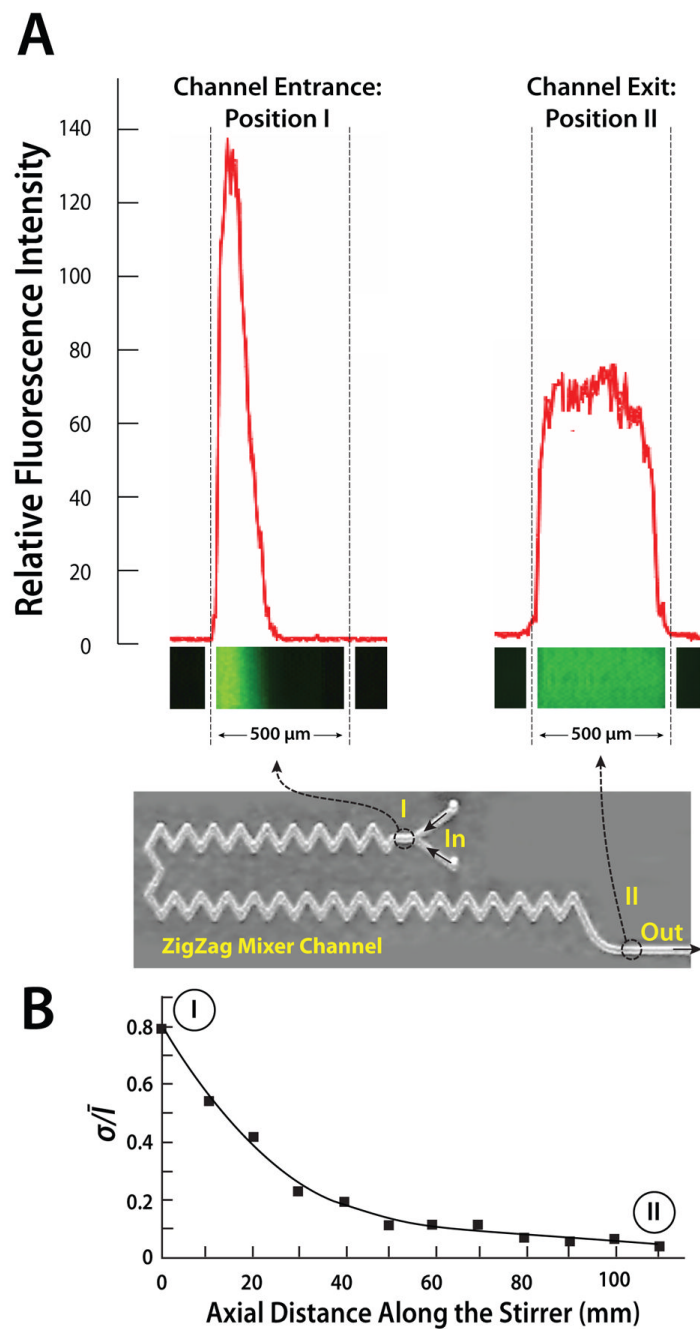 A
Channel Entrance:
Position I
Channel Exit:
Position II
Relative Fluorescence Intensity
140
120
100
80
60
40
20
0
500 µm
500 µm
I
In
II
Out
ZigZag Mixer Channel
B
I
σ/Ī
0.8
0.6
0.4
0.2
0
II
0
20
40
60
80
100
Axial Distance Along the Stirrer (mm)